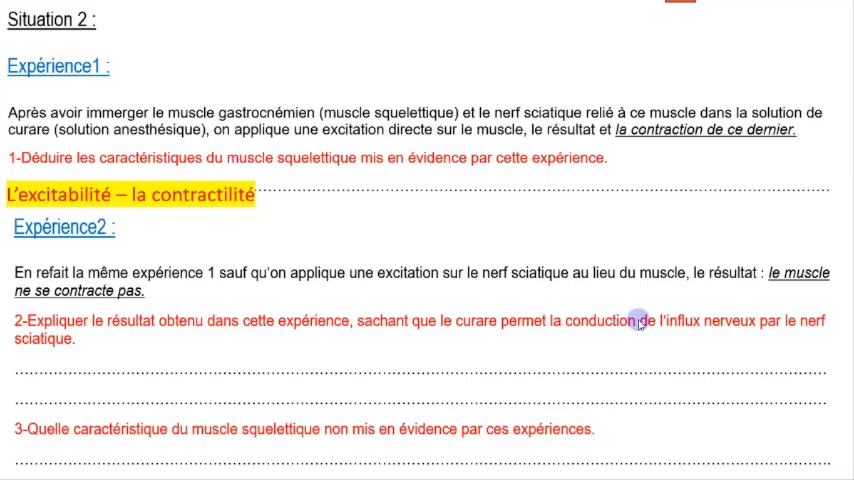 Situation 2 :
Expérience1 :
Après avoir immerger le muscle gastrocnémien (muscle squelettique) et le nerf sciatique relié à ce muscle dans la solution de
curare (solution anesthésique), on applique une excitation directe sur le muscle, le résultat et la contraction de ce dernier.
1-Déduire les caractéristiques du muscle squelettique mis en évidence par cette expérience.
L'excitabilité – la contractilité
Expérience2 :
En refait la même expérience 1 sauf qu'on applique une excitation sur le nerf sciatique au lieu du muscle, le résultat : le muscle
ne se contracte pas.
2-Expliquer le résultat obtenu dans cette expérience, sachant que le curare permet la conduction de l'influx nerveux par le nerf
sciatique.
3-Quelle caractéristique du muscle squelettique non mis en évidence par ces expériences.